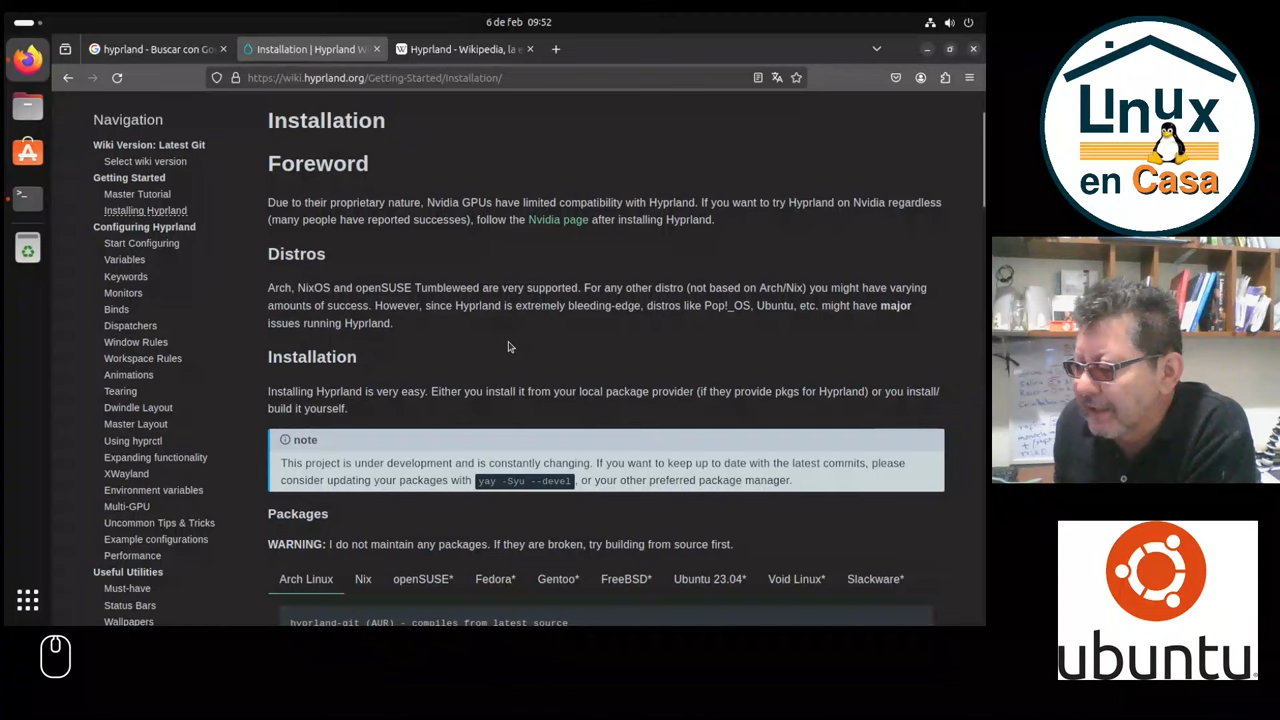 6 de feb 09:52
hyprland - Buscar con Go
Installation | Hyprland W
Hyprland - Wikipedia, la e
https://wiki.hyprland.org/Getting-Started/Installation/
Navigation
Wiki Version: Latest Git
Select wiki version
Getting Started
Master Tutorial
Installing Hyprland
Configuring Hyprland
Start Configuring
Variables
Keywords
Monitors
Binds
Dispatchers
Window Rules
Workspace Rules
Animations
Tearing
Dwindle Layout
Master Layout
Using hyprctl
Expanding functionality
XWayland
Environment variables
Multi-GPU
Uncommon Tips & Tricks
Example configurations
Performance
Useful Utilities
Must-have
Status Bars
Wallpapers
Installation
Foreword
Due to their proprietary nature, Nvidia GPUs have limited compatibility with Hyprland. If you want to try Hyprland on Nvidia regardless
(many people have reported successes), follow the Nvidia page after installing Hyprland.
Distros
Arch, NixOS and openSUSE Tumbleweed are very supported. For any other distro (not based on Arch/Nix) you might have varying
amounts of success. However, since Hyprland is extremely bleeding-edge, distros like Pop!_OS, Ubuntu, etc. might have major
issues running Hyprland.
Installation
Installing Hyprland is very easy. Either you install it from your local package provider (if they provide pkgs for Hyprland) or you install/
build it yourself.
note
This project is under development and is constantly changing. If you want to keep up to date with the latest commits, please
consider updating your packages with yay -Syu --devel, or your other preferred package manager.
Packages
WARNING: I do not maintain any packages. If they are broken, try building from source first.
Arch Linux Nix openSUSE* Fedora* Gentoo* FreeBSD* Ubuntu 23.04* Void Linux* Slackware*
hyprland-git (AUR) - compiles from latest source
Linux
en Casa
ubuntu